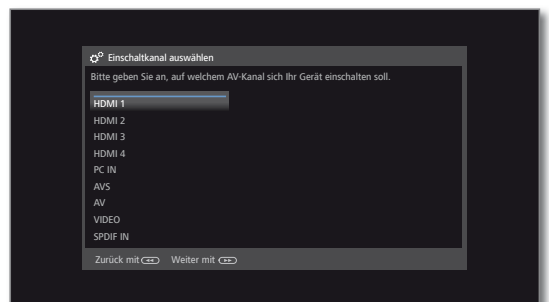 Einschaltkanal auswählen
Bitte geben Sie an, auf welchem AV-Kanal sich Ihr Gerät einschalten soll.
HDMI 1
HDMI 2
HDMI 3
HDMI 4
PC IN
AVS
AV
VIDEO
SPDIF IN
Zurück mit Weiter mit